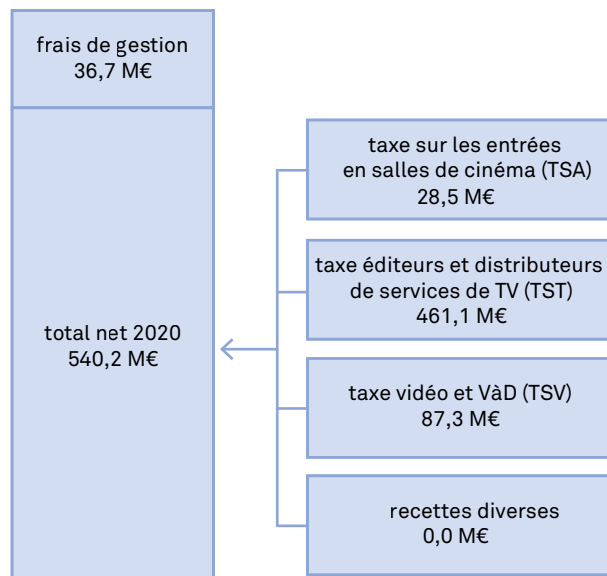 frais de gestion
36,7 M€
total net 2020
540,2 M€
taxe sur les entrées
en salles de cinéma (TSA)
28,5 M€
taxe éditeurs et distributeurs
de services de TV (TST)
461,1 M€
taxe vidéo et VàD (TSV)
87,3 M€
recettes diverses
0,0 M€